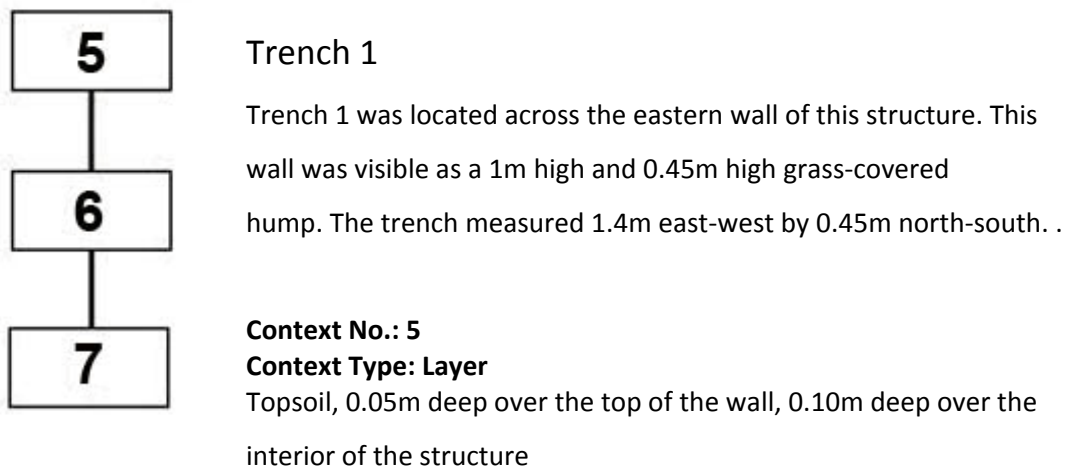 5
6
7
Trench 1
Trench 1 was located across the eastern wall of this structure. This
wall was visible as a 1m high and 0.45m high grass-covered
hump. The trench measured 1.4m east-west by 0.45m north-south. .
Context No.: 5
Context Type: Layer
Topsoil, 0.05m deep over the top of the wall, 0.10m deep over the
interior of the structure